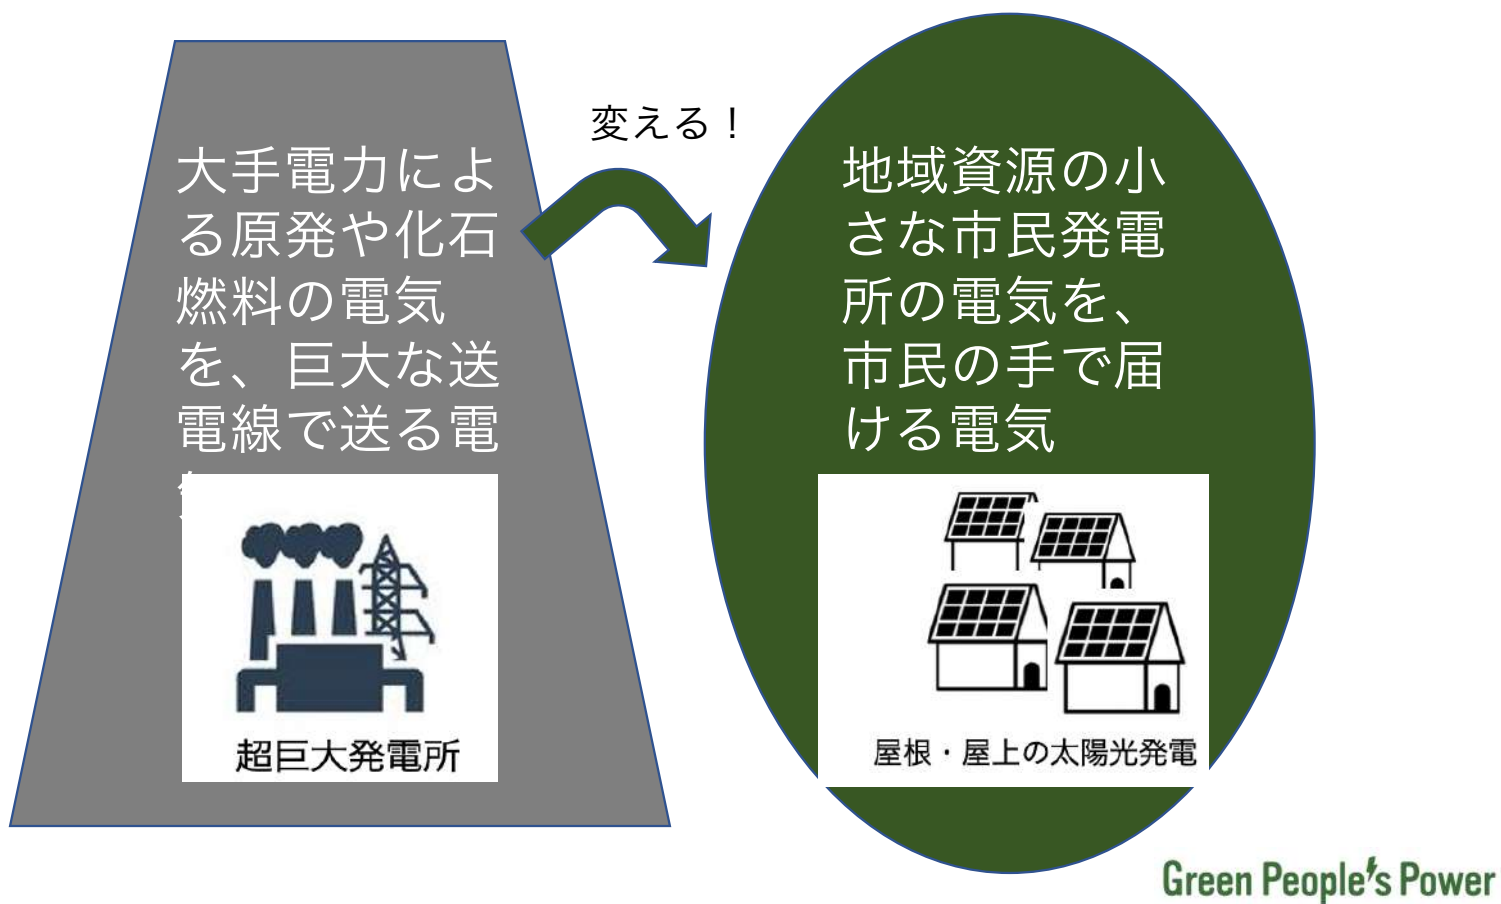 変える！
大手電力によ
る原発や化石
燃料の電気
を、巨大な送
電線で送る電
超巨大発電所
地域資源の小
さな市民発電
所の電気を、
市民の手で届
ける電気
屋根・屋上の太陽光発電
Green People's Power